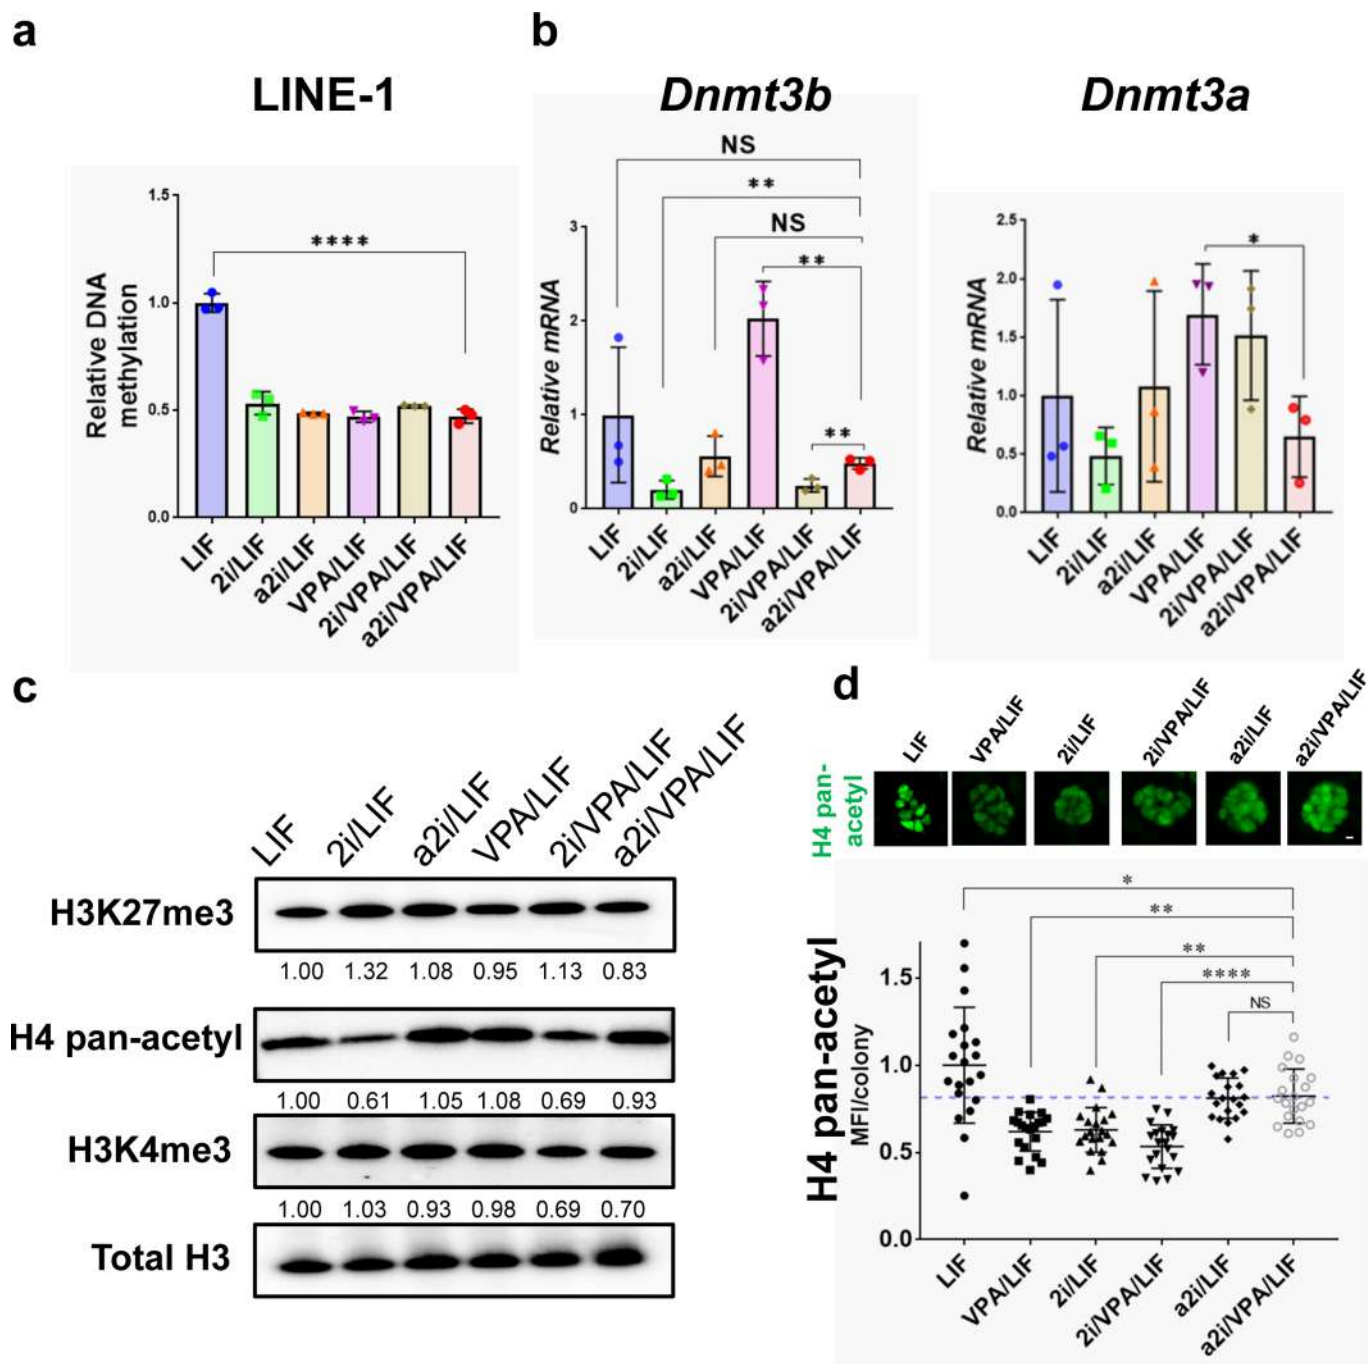 a
LINE-1
Relative DNA
methylation
1.5
1.0
0.5
0.0
****
LIF
2i/LIF
a2i/LIF
VPA/LIF
2i/VPA/LIF
a2i/VPA/LIF
b
Dnmt3b
Relative mRNA
3
2
1
0
NS
**
NS
**
**
LIF
2i/LIF
a2i/LIF
VPA/LIF
2i/VPA/LIF
a2i/VPA/LIF
Dnmt3a
Relative mRNA
2.5
2.0
1.5
1.0
0.5
0.0
*
LIF
2i/LIF
a2i/LIF
VPA/LIF
2i/VPA/LIF
a2i/VPA/LIF
c
LIF
2i/LIF
a2i/LIF
VPA/LIF
2i/VPA/LIF
a2i/VPA/LIF
H3K27me3
1.00 1.32 1.08 0.95 1.13 0.83
H4 pan-acetyl
1.00 0.61 1.05 1.08 0.69 0.93
H3K4me3
1.00 1.03 0.93 0.98 0.69 0.70
Total H3
d
LIF
VPA/LIF
2i/LIF
2i/VPA/LIF
a2i/LIF
a2i/VPA/LIF
H4 pan-
acetyl
H4 pan-acetyl
MFI/colony
1.5
1.0
0.5
0.0
*
**
**
****
NS
LIF
VPA/LIF
2i/LIF
2i/VPA/LIF
a2i/LIF
a2i/VPA/LIF